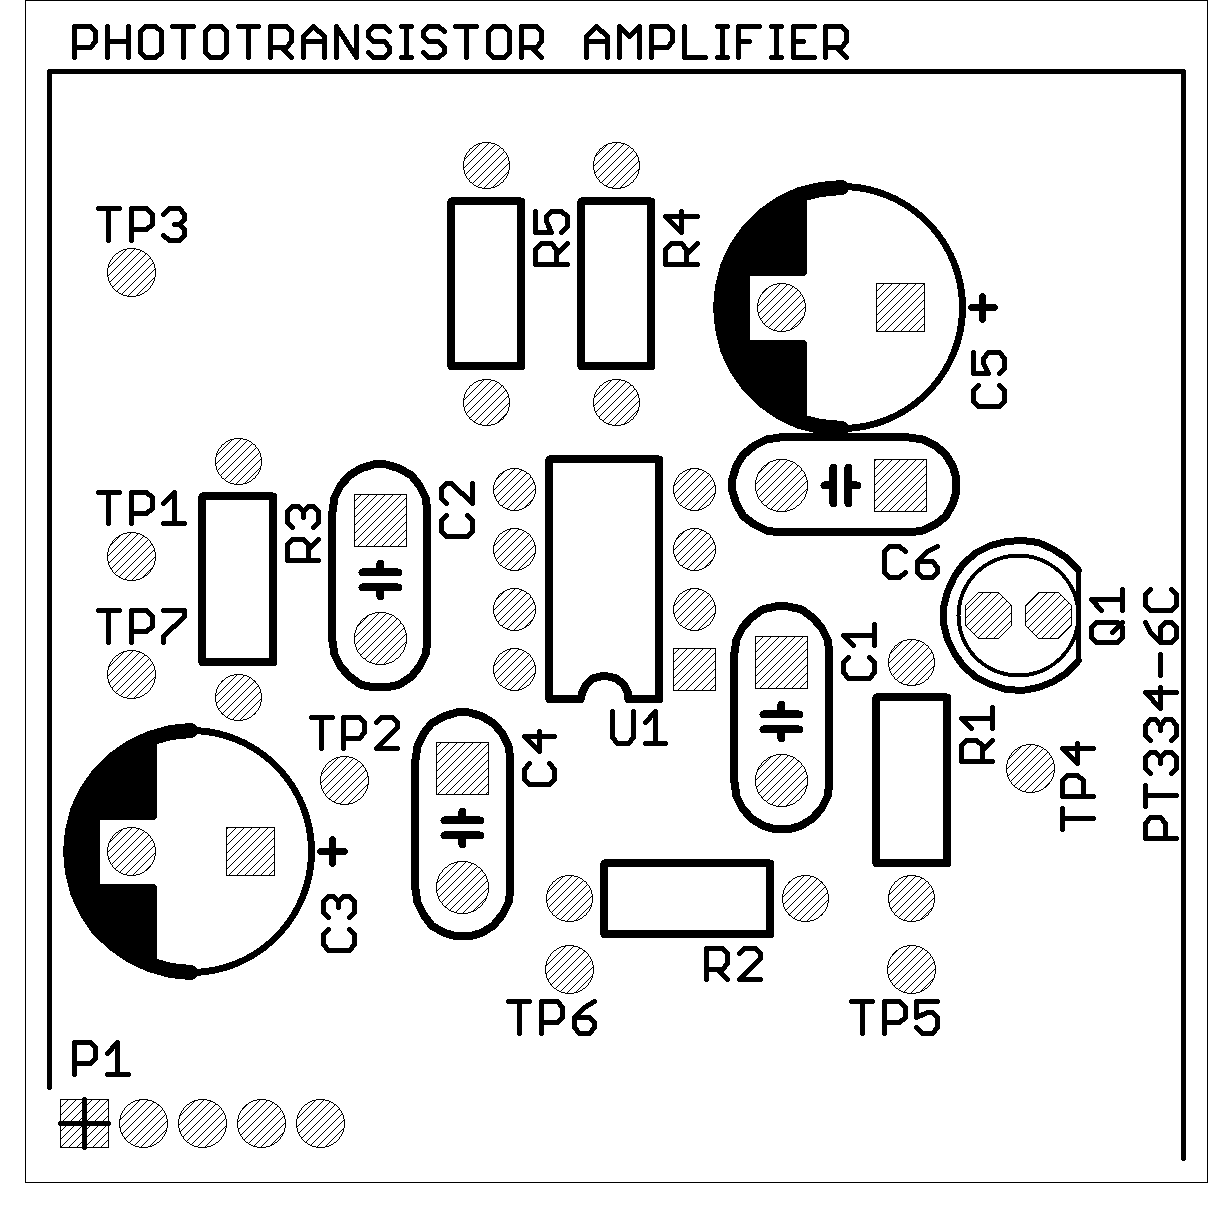 PHOTOTRANSISTOR AMPLIFIER
TP3
R5
R4
+
C5
TP1
R3
C2
C6
TP7
C1
Q1
PT334-6C
TP2
C4
U1
R1
TP4
+
C3
R2
TP6
TP5
P1